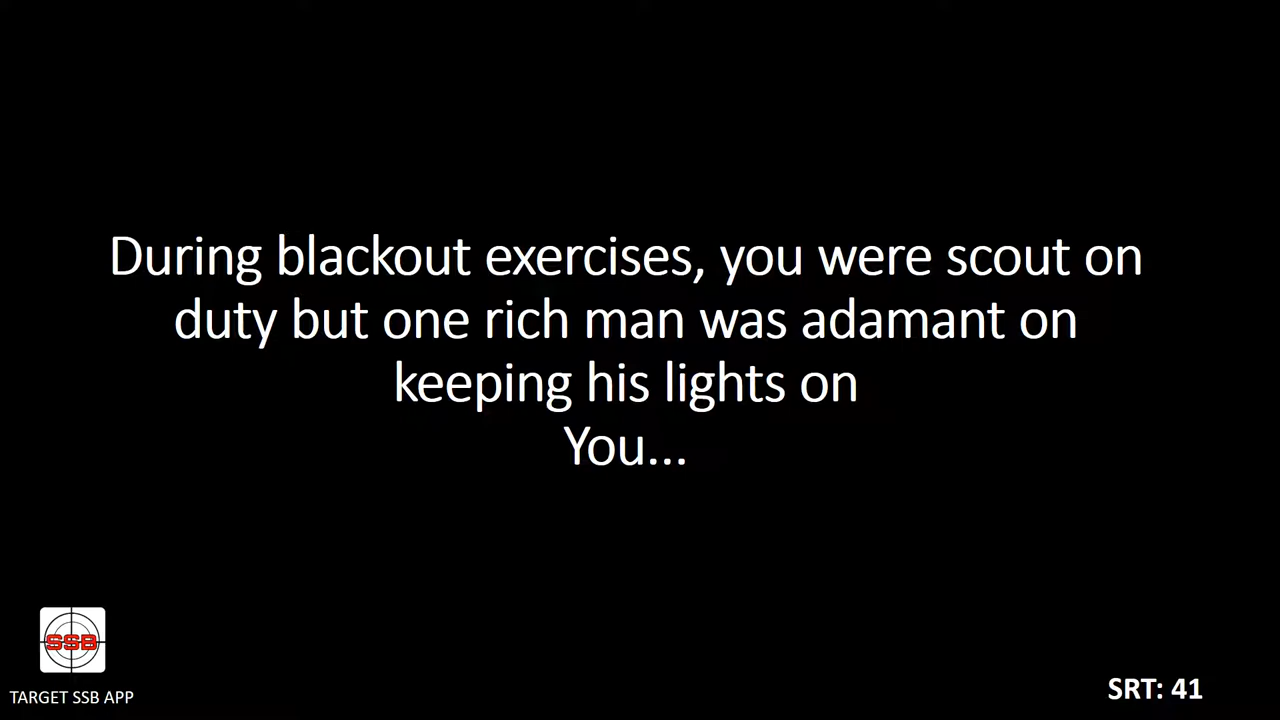 During blackout exercises, you were scout on
duty but one rich man was adamant on
keeping his lights on
You...
SSB
TARGET SSB APP
SRT: 41